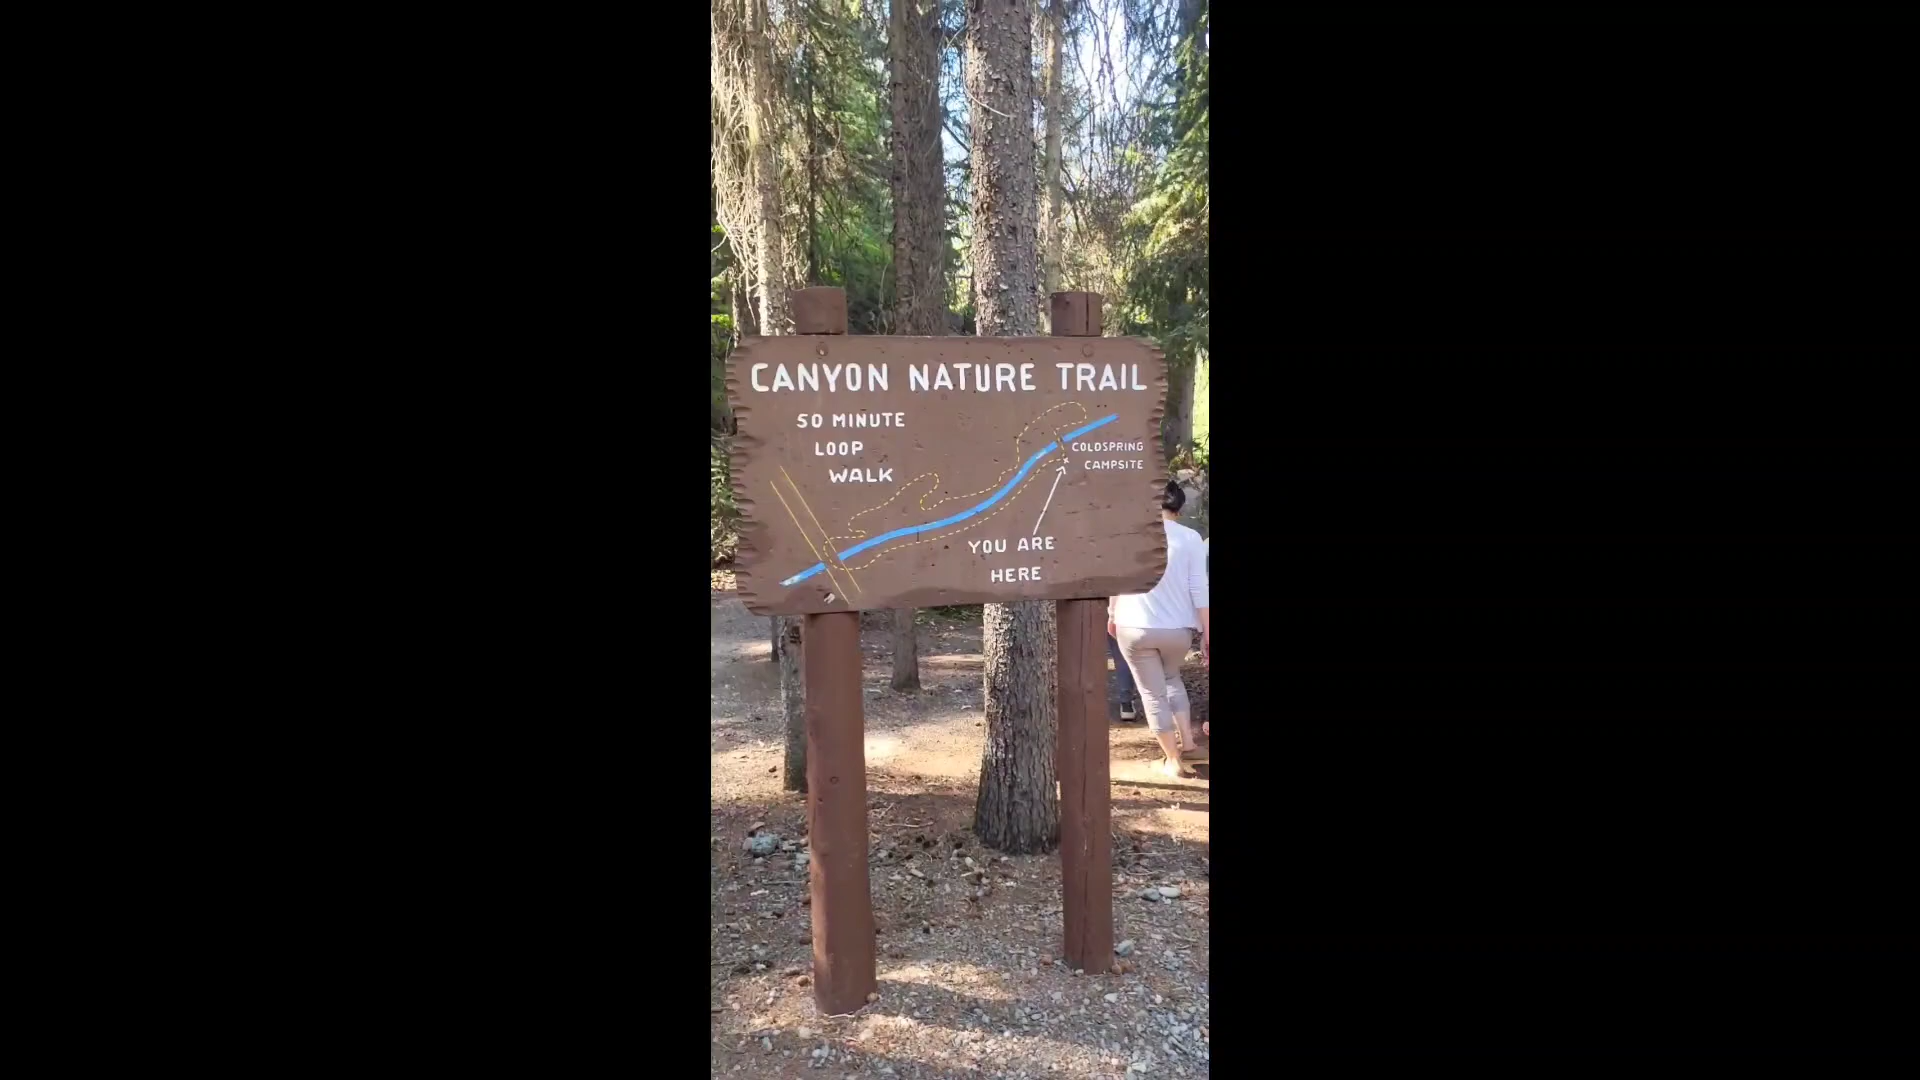 CANYON NATURE TRAIL
50 MINUTE
LOOP
WALK
COLDSPRING
CAMPSITE
YOU ARE
HERE